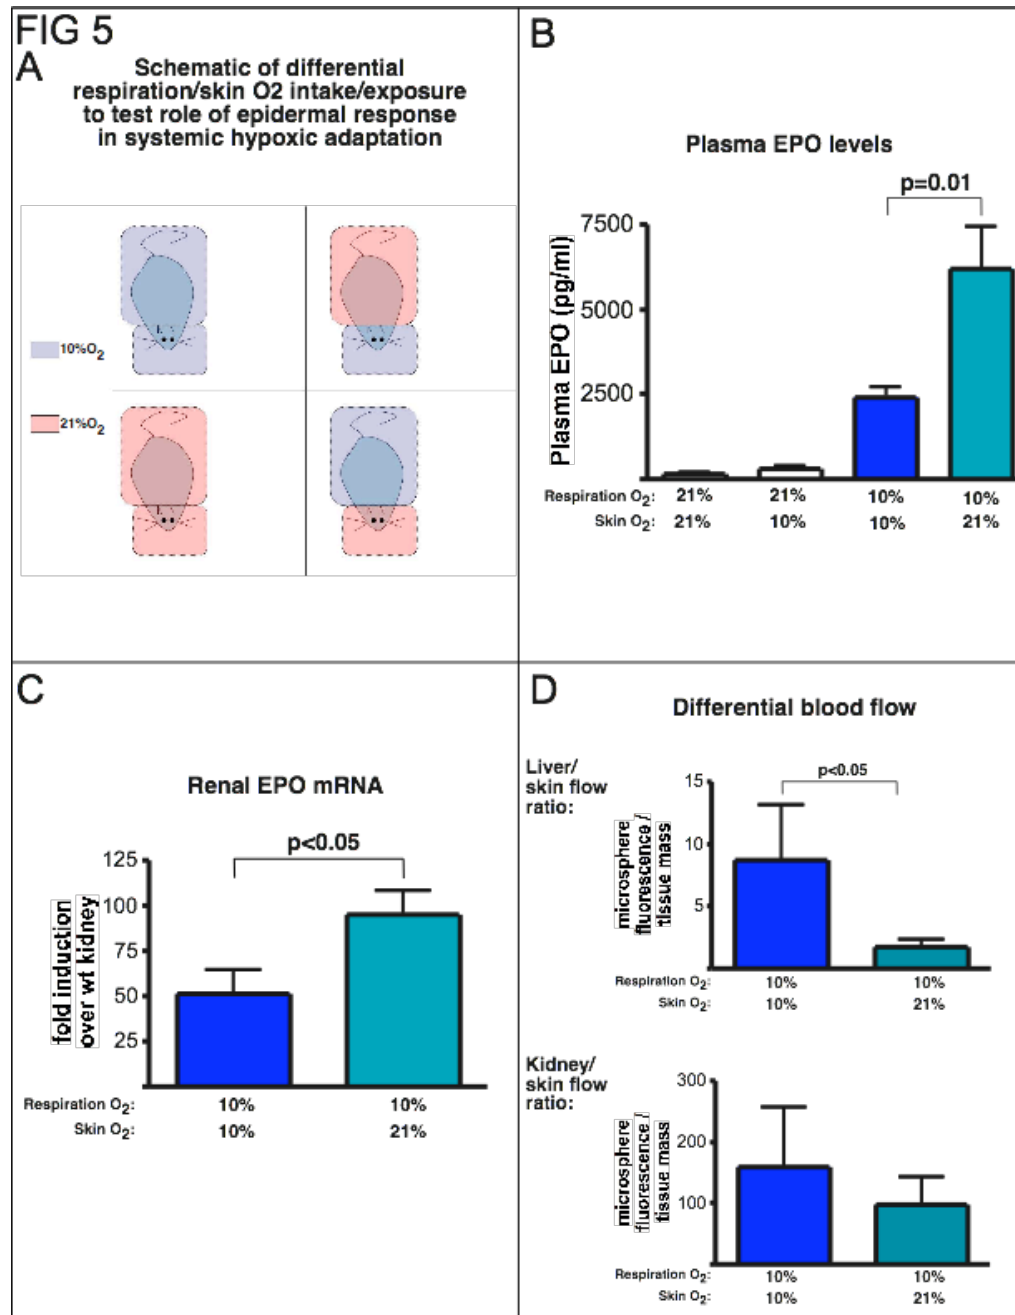 FIG 5
A
Schematic of differential
respiration/skin O2 intake/exposure
to test role of epidermal response
in systemic hypoxic adaptation
10%O2
21%O2
B
Plasma EPO levels
p=0.01
Plasma EPO (pg/ml)
7500
5000
2500
Respiration O2: 21% 21% 10% 10%
Skin O2: 21% 10% 10% 21%
C
Renal EPO mRNA
p<0.05
fold induction
over wt kidney
125
100
75
50
25
Respiration O2: 10% 10%
Skin O2: 10% 21%
D
Differential blood flow
Liver/
skin flow
ratio:
p<0.05
microsphere
fluorescence /
tissue mass
15
10
5
Respiration O2: 10% 10%
Skin O2: 10% 21%
Kidney/
skin flow
ratio:
microsphere
fluorescence /
tissue mass
300
200
100
Respiration O2: 10% 10%
Skin O2: 10% 21%